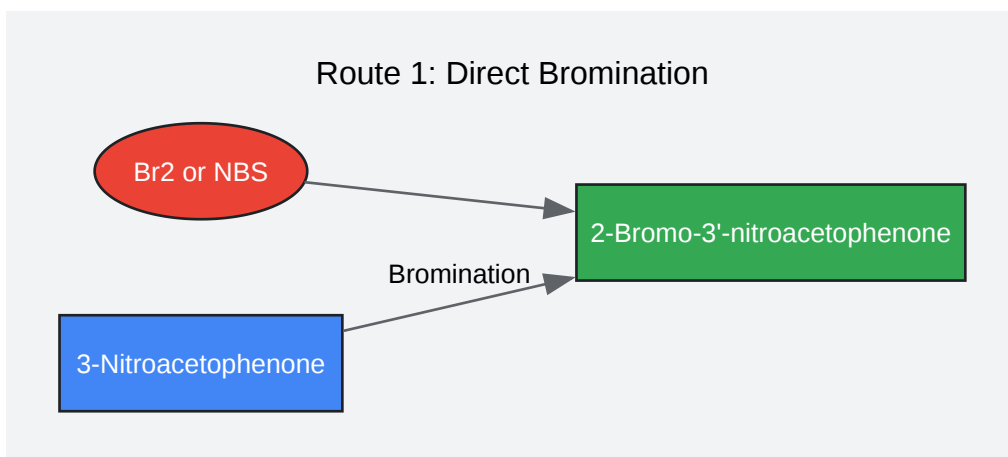 Route 1: Direct Bromination
Br2 or NBS
2-Bromo-3'-nitroacetophenone
Bromination
3-Nitroacetophenone